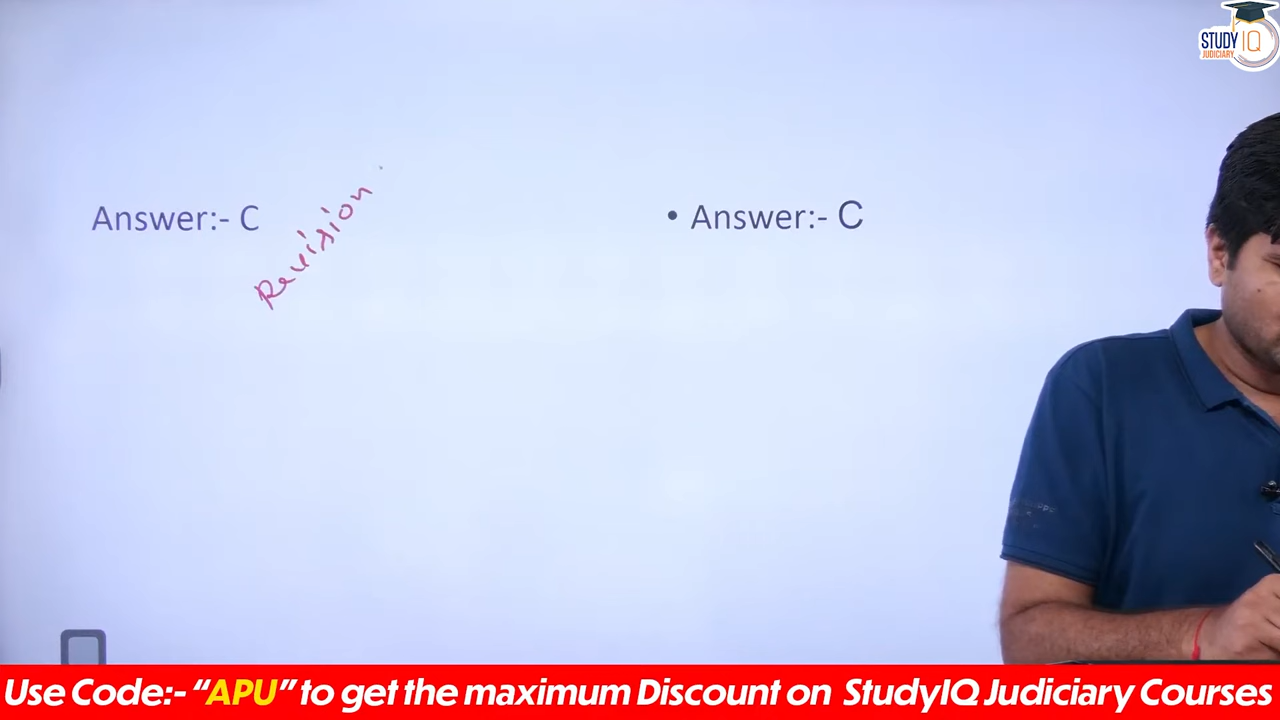 STUDY IQ
JUDICIARY
Answer:- C
Revision
• Answer:- C
Use Code:- “APU” to get the maximum Discount on StudyIQ Judiciary Courses